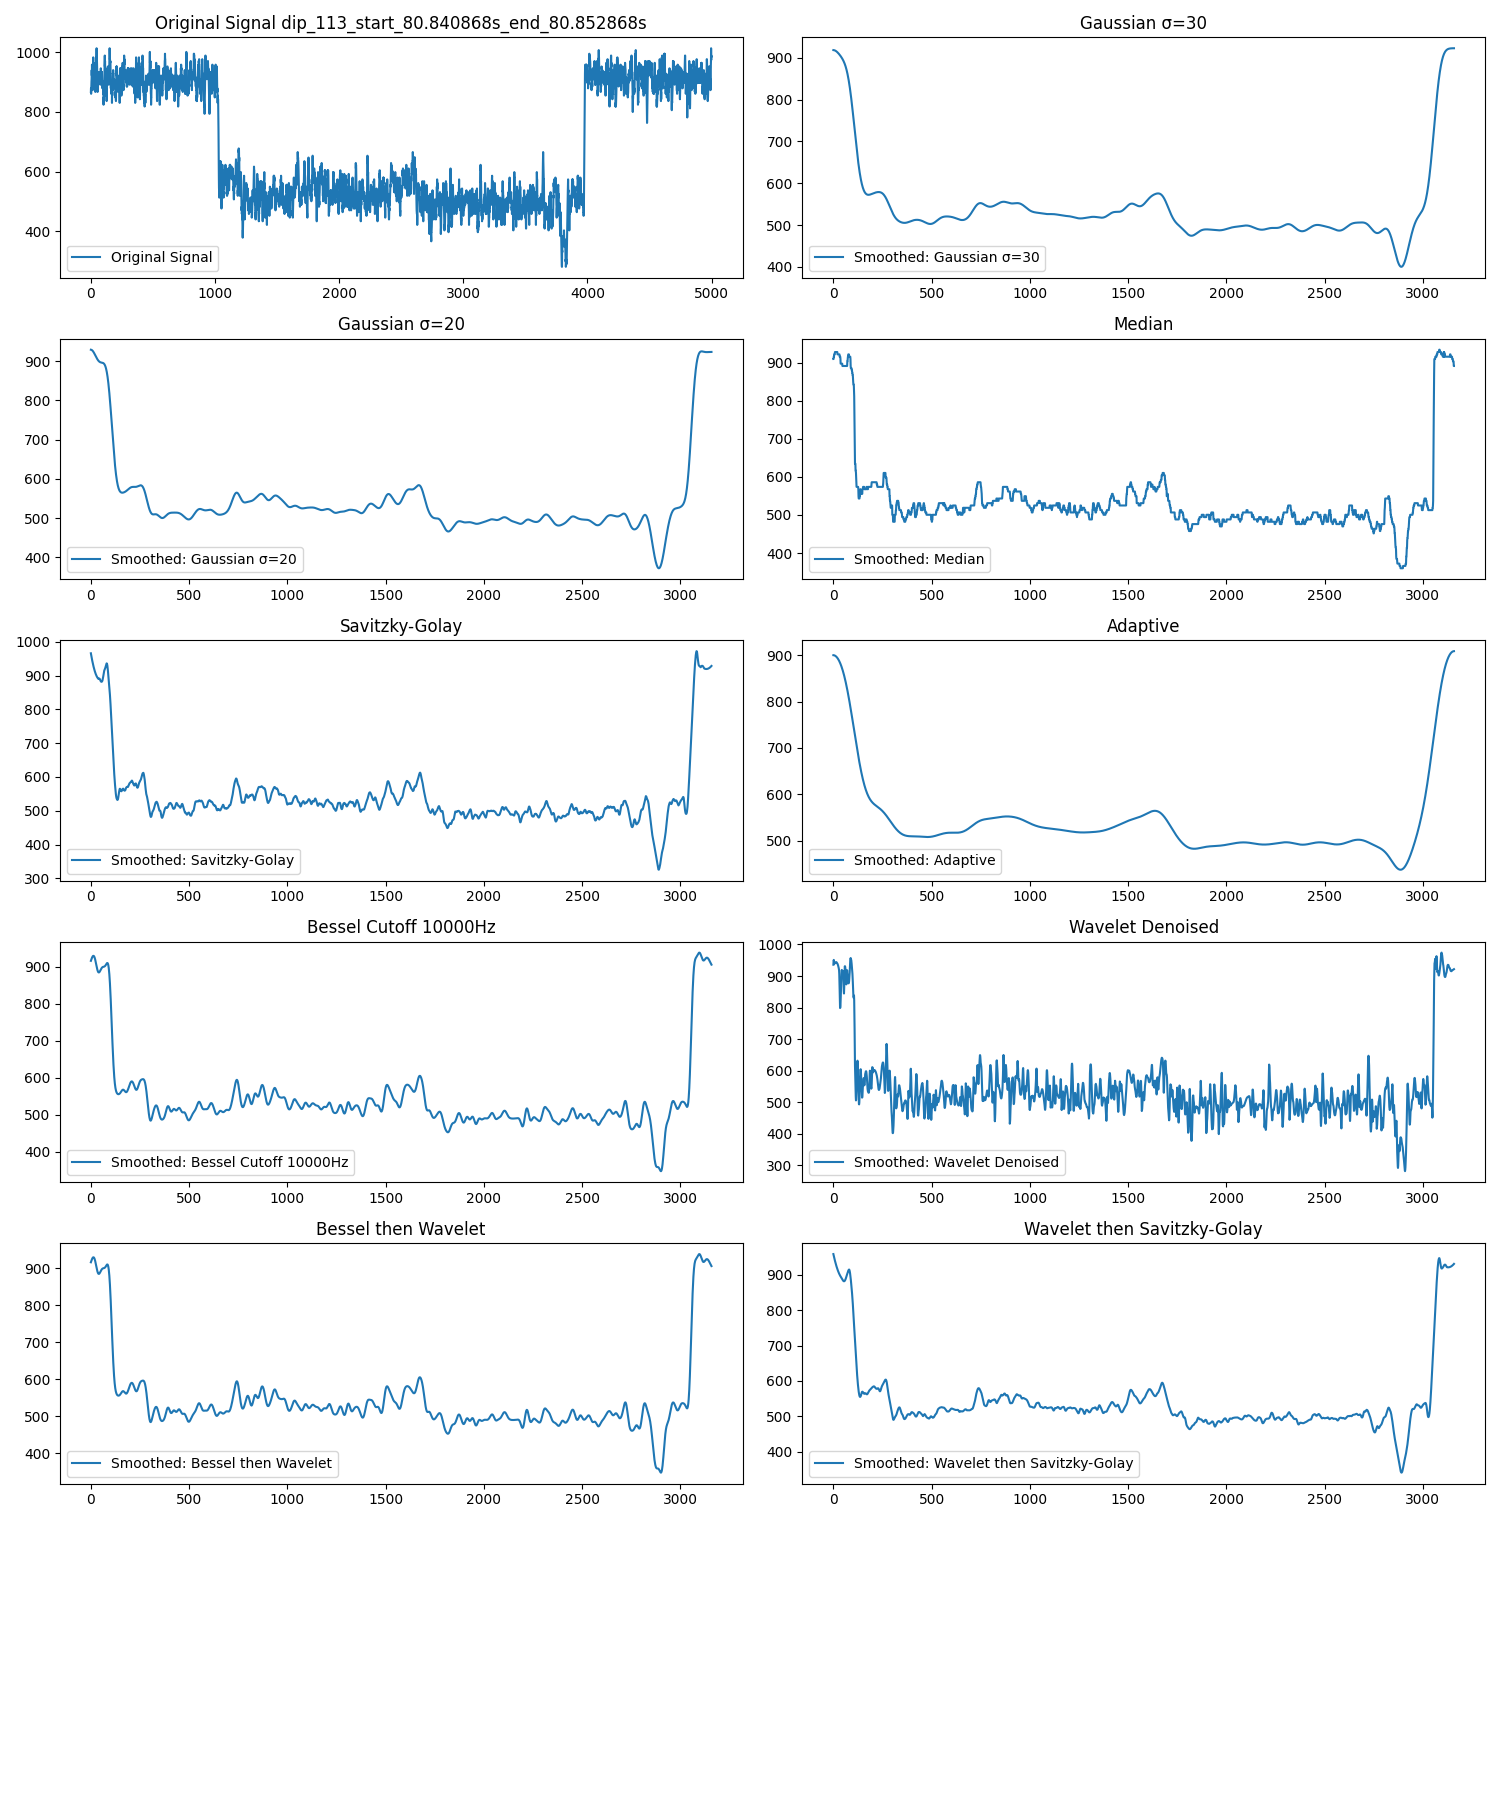 Original Signal dip_113_start_80.840868s_end_80.852868s
1000
800
600
400
Original Signal
0 1000 2000 3000 4000 5000
Gaussian σ=30
900
800
700
600
500
400
Smoothed: Gaussian σ=30
0 500 1000 1500 2000 2500 3000
Gaussian σ=20
900
800
700
600
500
400
Smoothed: Gaussian σ=20
0 500 1000 1500 2000 2500 3000
Median
900
800
700
600
500
400
Smoothed: Median
0 500 1000 1500 2000 2500 3000
Savitzky-Golay
1000
900
800
700
600
500
400
300
Smoothed: Savitzky-Golay
0 500 1000 1500 2000 2500 3000
Adaptive
900
800
700
600
500
Smoothed: Adaptive
0 500 1000 1500 2000 2500 3000
Bessel Cutoff 10000Hz
900
800
700
600
500
400
Smoothed: Bessel Cutoff 10000Hz
0 500 1000 1500 2000 2500 3000
Wavelet Denoised
1000
900
800
700
600
500
400
300
Smoothed: Wavelet Denoised
0 500 1000 1500 2000 2500 3000
Bessel then Wavelet
900
800
700
600
500
400
Smoothed: Bessel then Wavelet
0 500 1000 1500 2000 2500 3000
Wavelet then Savitzky-Golay
900
800
700
600
500
400
Smoothed: Wavelet then Savitzky-Golay
0 500 1000 1500 2000 2500 3000